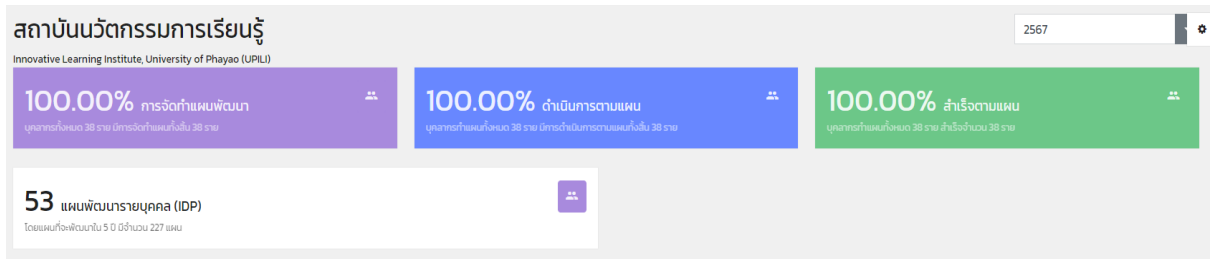 สถาบันนวัตกรรมการเรียนรู้
2567
Innovative Learning Institute, University of Phayao (UPILI)
100.00% การจัดทำแผนพัฒนา
บุคลากรทั้งหมด 38 ราย มีการจัดทำแผนทั้งสิ้น 38 ราย
100.00% ดำเนินการตามแผน
บุคลากรทำแผนทั้งหมด 38 ราย มีการดำเนินการตามแผนทั้งสิ้น 38 ราย
100.00% สำเร็จตามแผน
บุคลากรทำแผนทั้งหมด 38 ราย สำเร็จจำนวน 38 ราย
53 แผนพัฒนารายบุคคล (IDP)
โดยแผนที่จะพัฒนาใน 5 ปี มีจำนวน 227 แผน